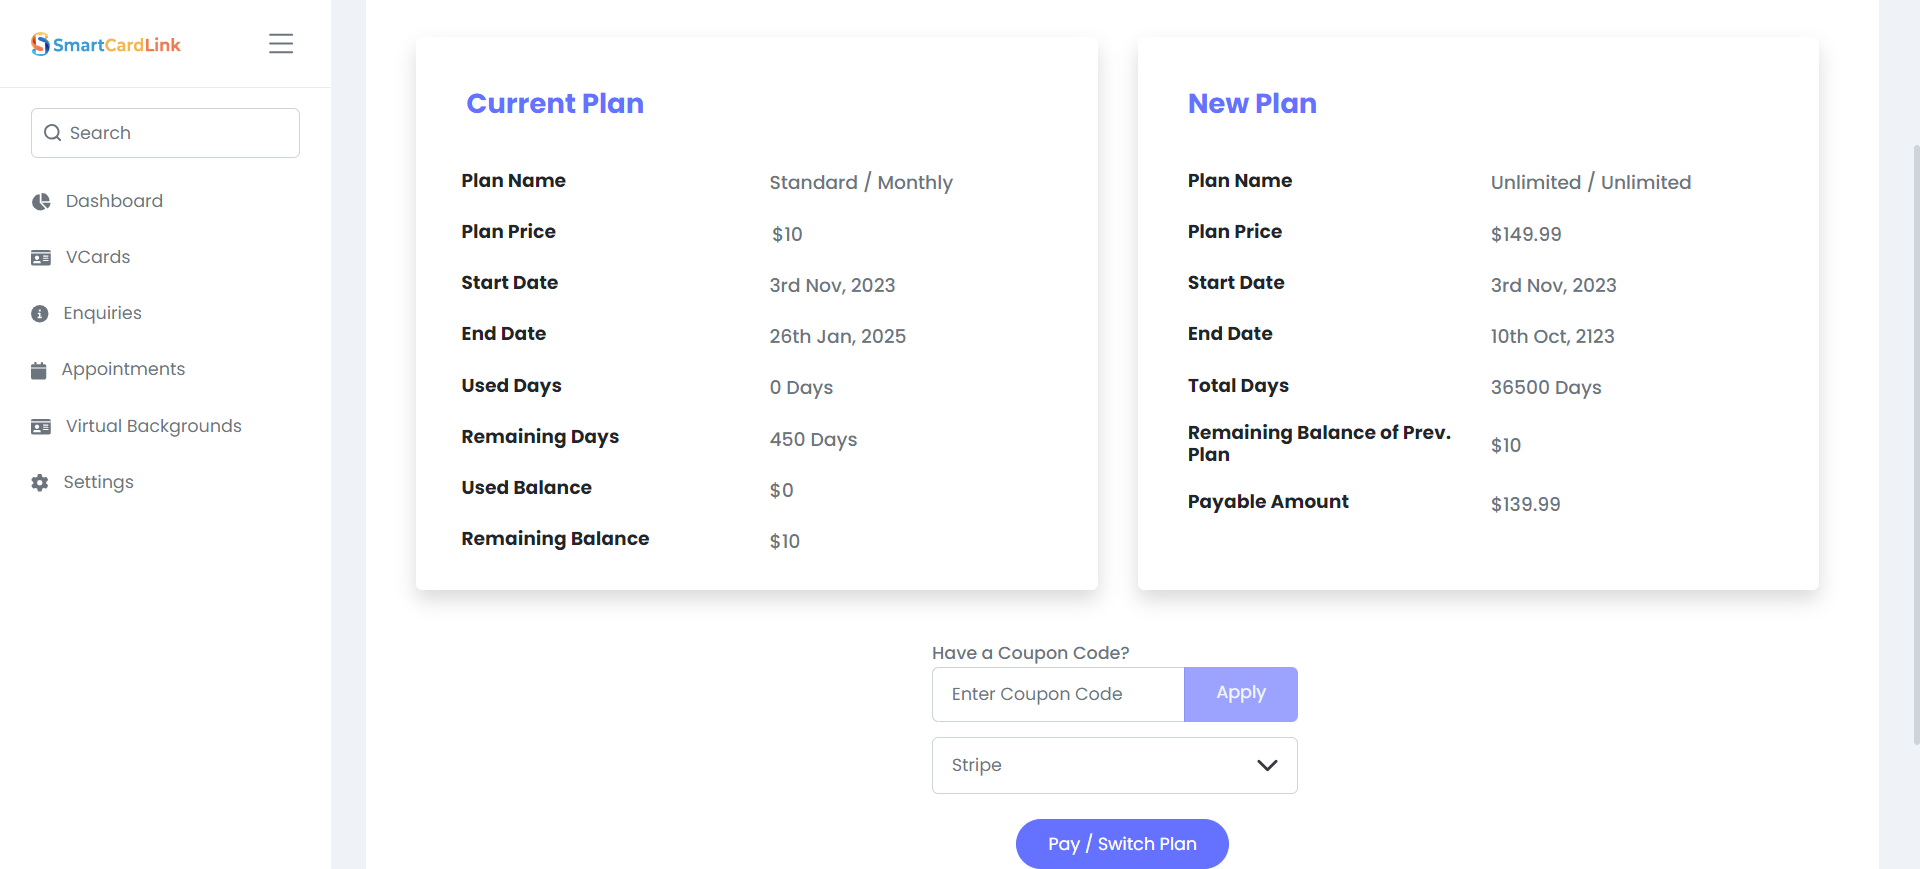 SmartCardLink
Search
Dashboard
VCards
Enquiries
Appointments
Virtual Backgrounds
Settings
Current Plan
Plan Name Standard / Monthly
Plan Price $10
Start Date 3rd Nov, 2023
End Date 26th Jan, 2025
Used Days 0 Days
Remaining Days 450 Days
Used Balance $0
Remaining Balance $10
New Plan
Plan Name Unlimited / Unlimited
Plan Price $149.99
Start Date 3rd Nov, 2023
End Date 10th Oct, 2123
Total Days 36500 Days
Remaining Balance of Prev.
Plan $10
Payable Amount $139.99
Have a Coupon Code?
Enter Coupon Code Apply
Stripe
Pay / Switch Plan